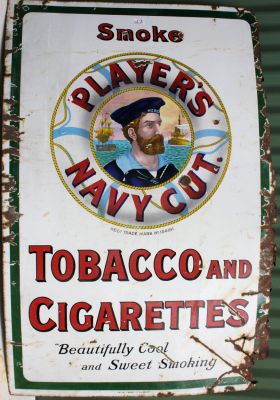 Smoke
PLAYER'S
NAVY CUT.
TOBACCO AND
CIGARETTES
"Beautifully Cool
and Sweet Smoking